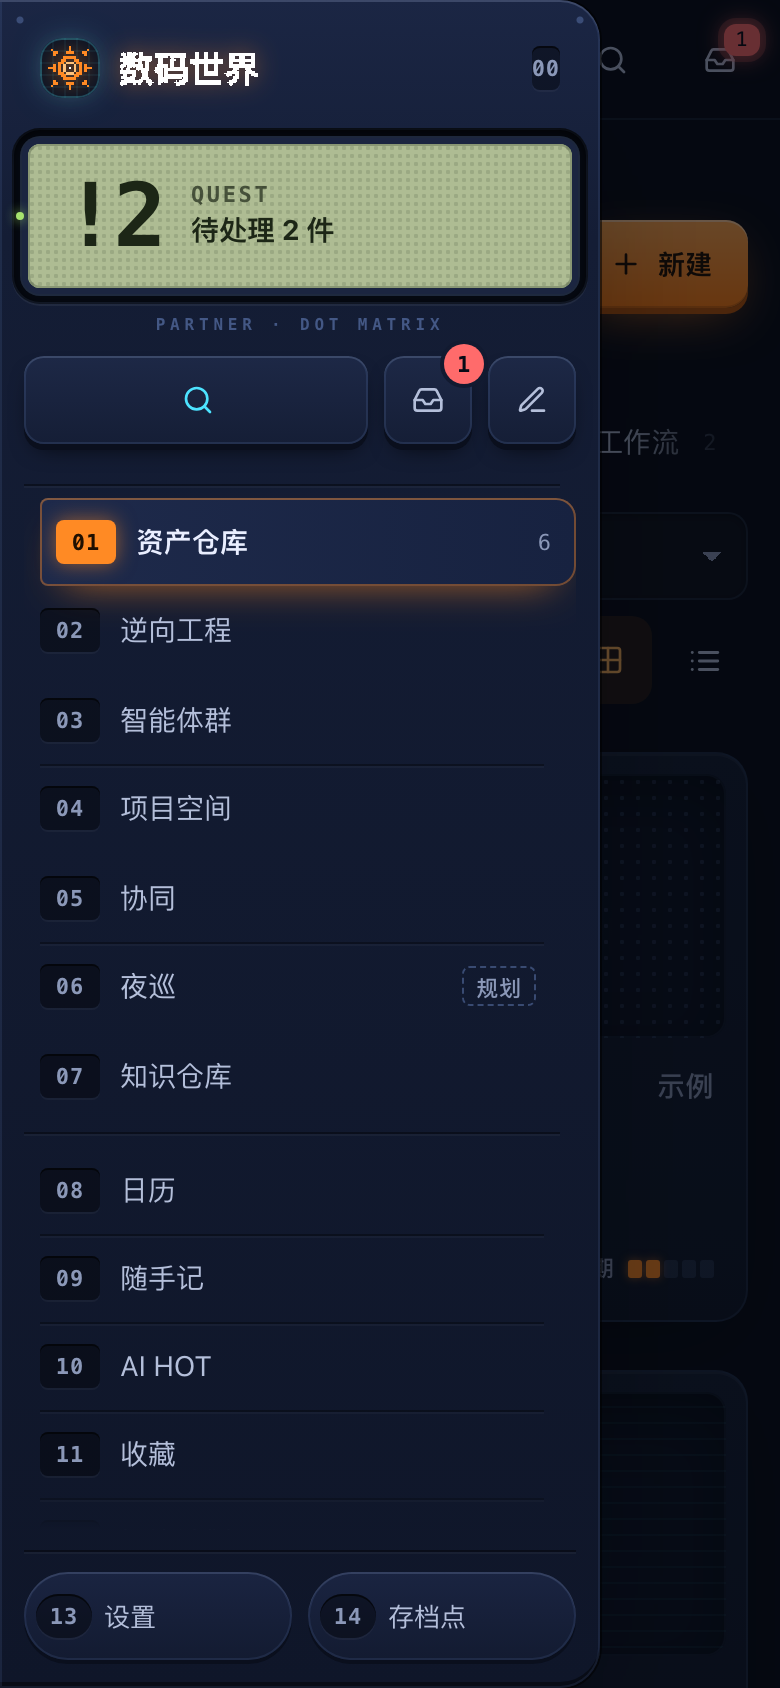 数码世界
00
1
!2
QUEST
待处理 2 件
新建
PARTNER · DOT MATRIX
1
工作流 2
01 资产仓库 6
02 逆向工程
03 智能体群
04 项目空间
05 协同
06 夜巡 规划
07 知识仓库
示例
08 日历
09 随手记
期
10 AI HOT
11 收藏
13 设置
14 存档点